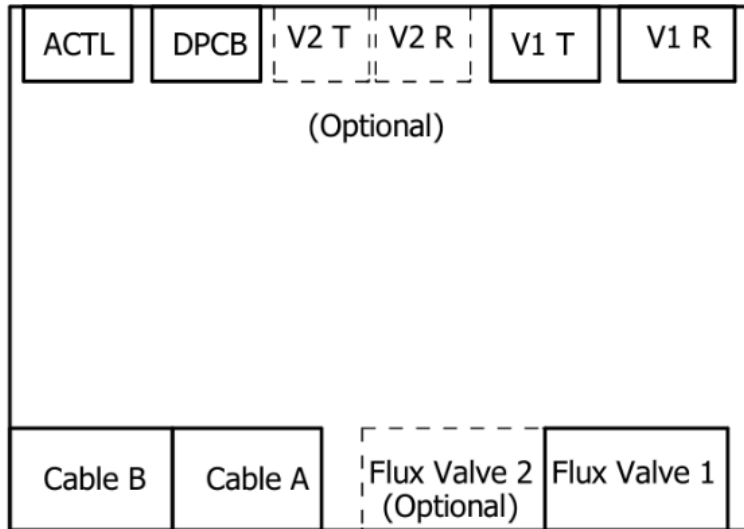 ACTL
DPCB
V2 T
V2 R
V1 T
V1 R
(Optional)
Cable B
Cable A
Flux Valve 2
(Optional)
Flux Valve 1